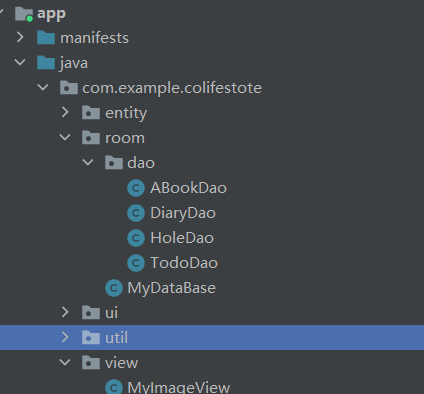 app
manifests
java
com.example.colifestote
entity
room
dao
ABookDao
DiaryDao
HoleDao
TodoDao
MyDataBase
ui
util
view
MyImageView